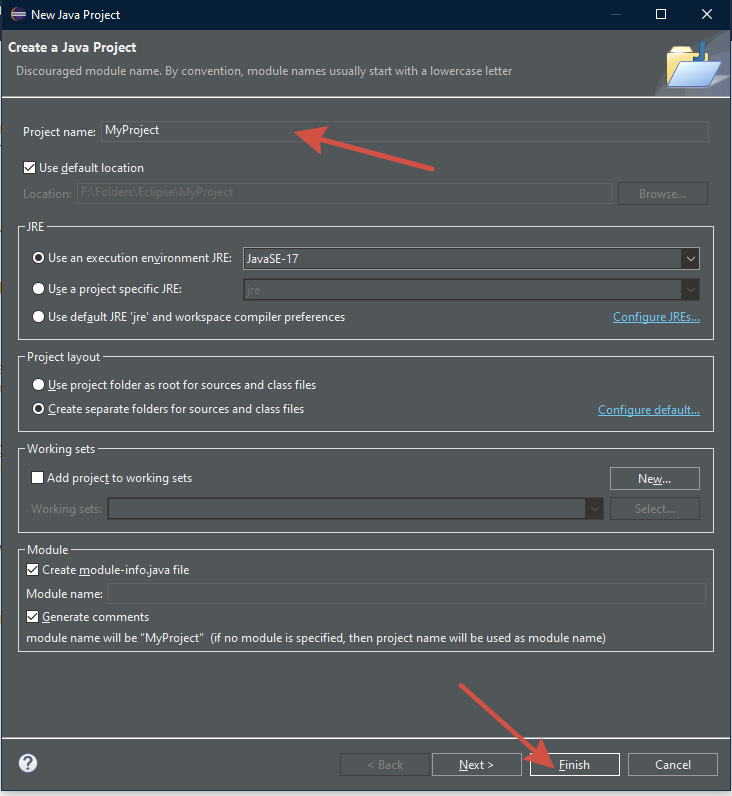 New Java Project
Create a Java Project
Discouraged module name. By convention, module names usually start with a lowercase letter
Project name: MyProject
Use default location
Location: F:\Folders\Eclipse\MyProject Browse...
JRE
Use an execution environment JRE: JavaSE-17
Use a project specific JRE: jre
Use default JRE 'jre' and workspace compiler preferences Configure JREs...
Project layout
Use project folder as root for sources and class files
Create separate folders for sources and class files Configure default...
Working sets
Add project to working sets New...
Working sets: Select...
Module
Create module-info.java file
Module name:
Generate comments
module name will be "MyProject" (if no module is specified, then project name will be used as module name)
? < Back Next > Finish Cancel